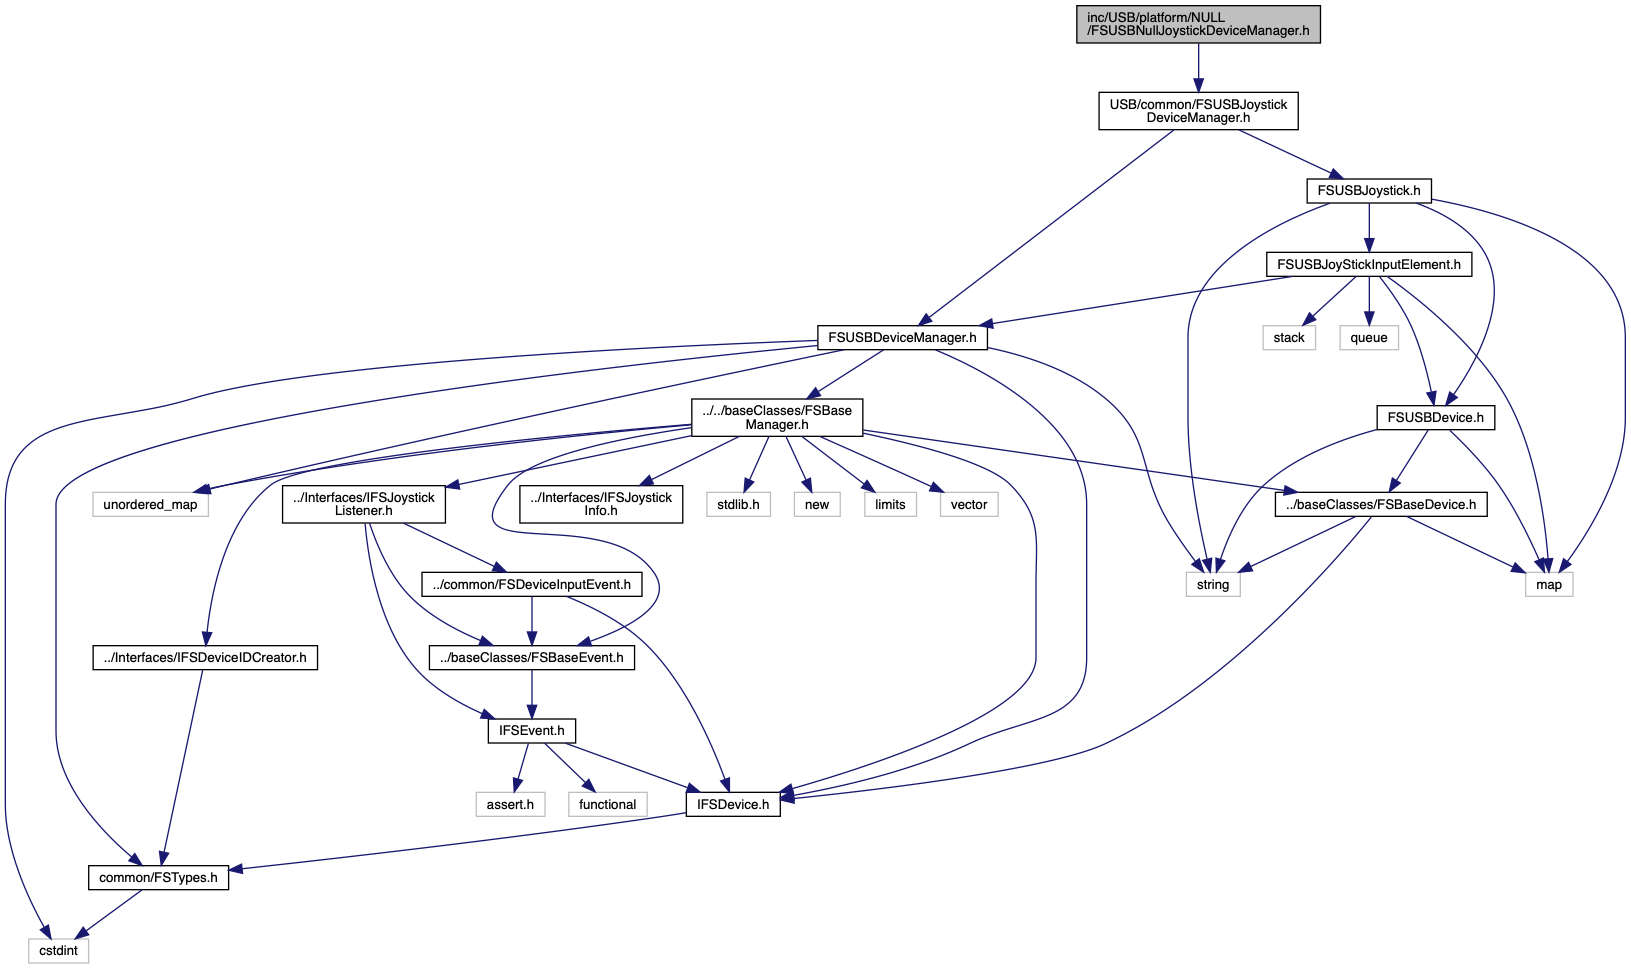 inc/USB/platform/NULL
/FSUSBNullJoystickDeviceManager.h
USB/common/FSUSBJoystick
DeviceManager.h
FSUSBJoystick.h
FSUSBJoyStickInputElement.h
FSUSBDeviceManager.h
stack
queue
../../baseClasses/FSBase
Manager.h
FSUSBDevice.h
unordered_map
../Interfaces/IFSJoystick
Listener.h
../Interfaces/IFSJoystick
Info.h
stdlib.h
new
limits
vector
../baseClasses/FSBaseDevice.h
../common/FSDeviceInputEvent.h
string
map
../Interfaces/IFSDeviceIDCreator.h
../baseClasses/FSBaseEvent.h
IFSEvent.h
assert.h
functional
IFSDevice.h
common/FSTypes.h
cstdint